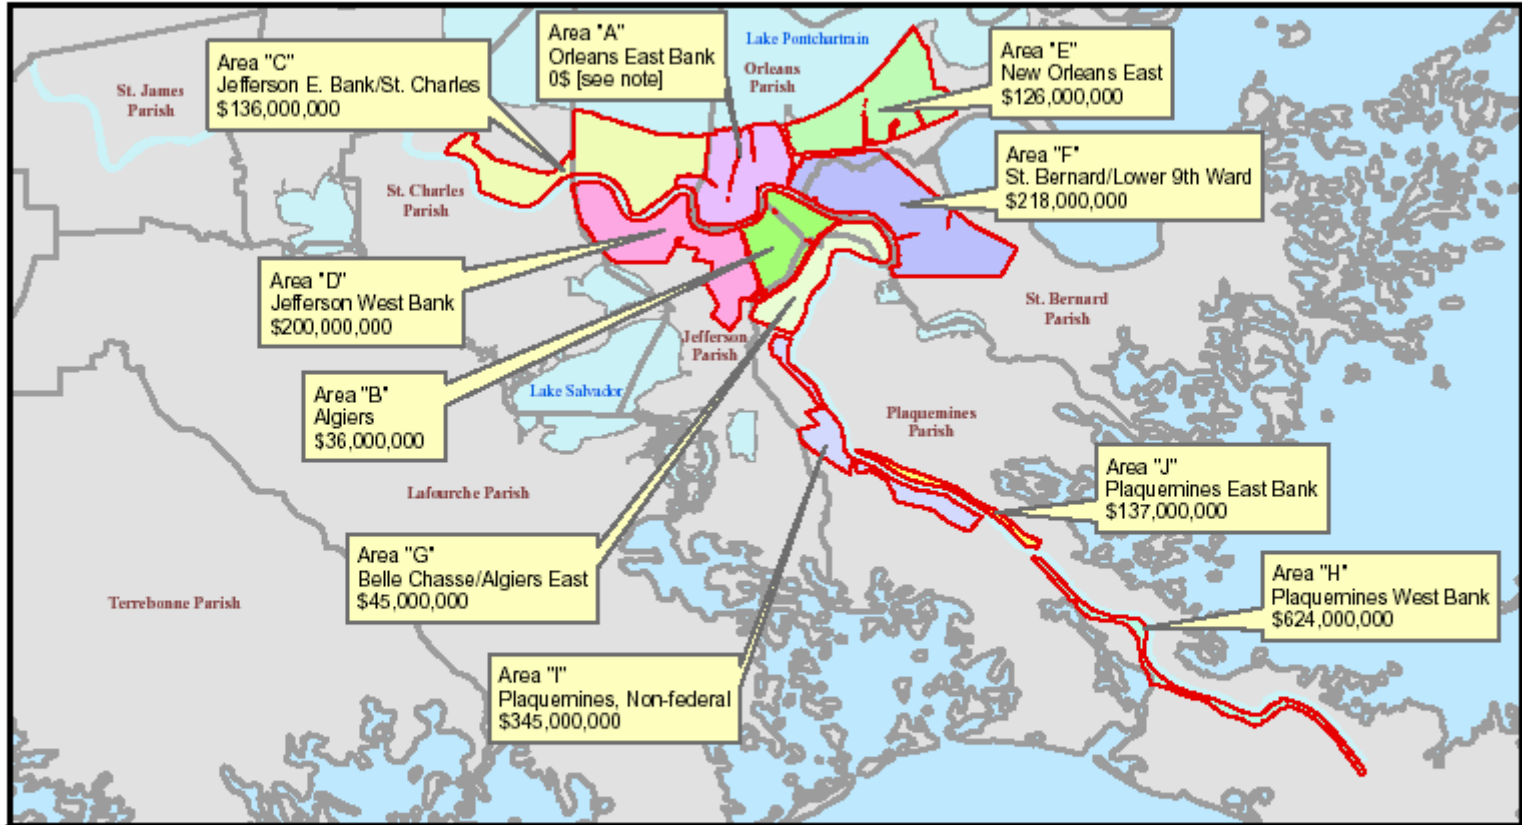 Area "A"
Orleans East Bank
0$ [see note]
Lake Pontchartrain
Area "C"
Jefferson E. Bank/St. Charles
$136,000,000
Orleans
Parish
Area "E"
New Orleans East
$126,000,000
St. James
Parish
Area "F"
St. Bernard/Lower 9th Ward
$218,000,000
St. Charles
Parish
Area "D"
Jefferson West Bank
$200,000,000
St. Bernard
Parish
Jefferson
Parish
Area "B"
Algiers
$36,000,000
Lake Salvador
Plaquemines
Parish
Area "J"
Plaquemines East Bank
$137,000,000
Lafourche Parish
Area "G"
Belle Chasse/Algiers East
$45,000,000
Area "H"
Plaquemines West Bank
$624,000,000
Terrebonne Parish
Area "I"
Plaquemines, Non-federal
$345,000,000